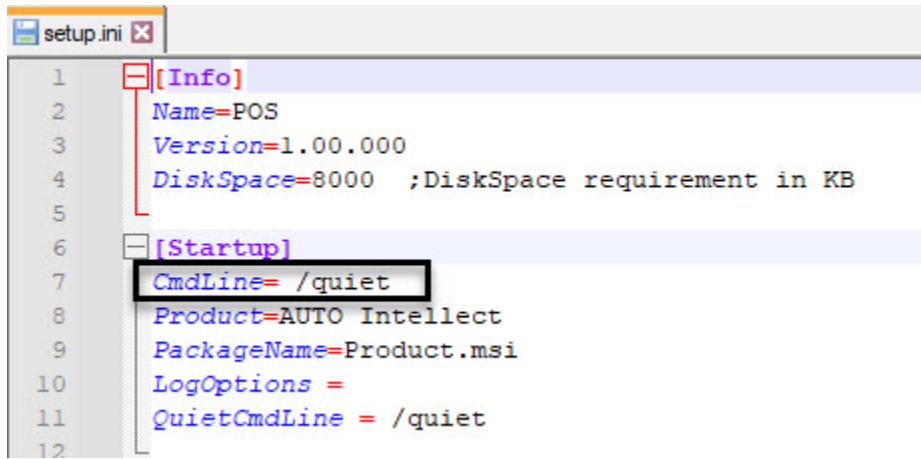 setup.ini
1 [Info]
2 Name=POS
3 Version=1.00.000
4 DiskSpace=8000  ;DiskSpace requirement in KB
5
6 [Startup]
7 CmdLine= /quiet
8 Product=AUTO Intellect
9 PackageName=Product.msi
10 LogOptions =
11 QuietCmdLine = /quiet
12